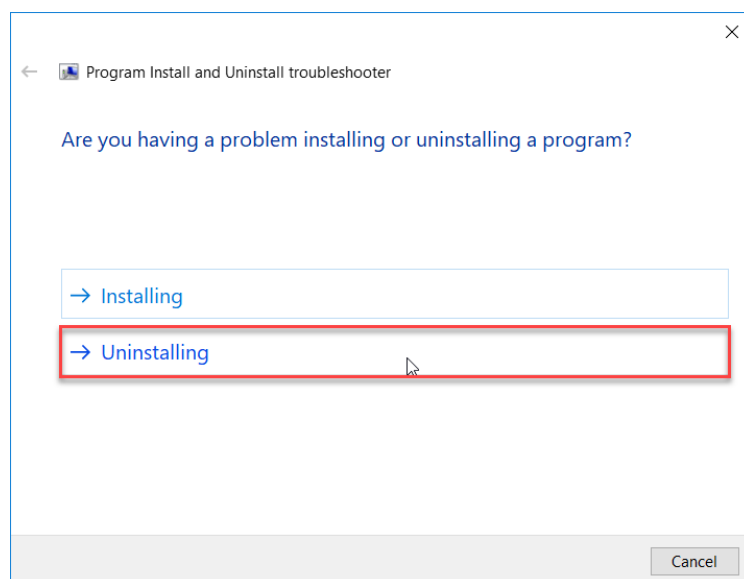 Program Install and Uninstall troubleshooter
Are you having a problem installing or uninstalling a program?
Installing
Uninstalling
Cancel